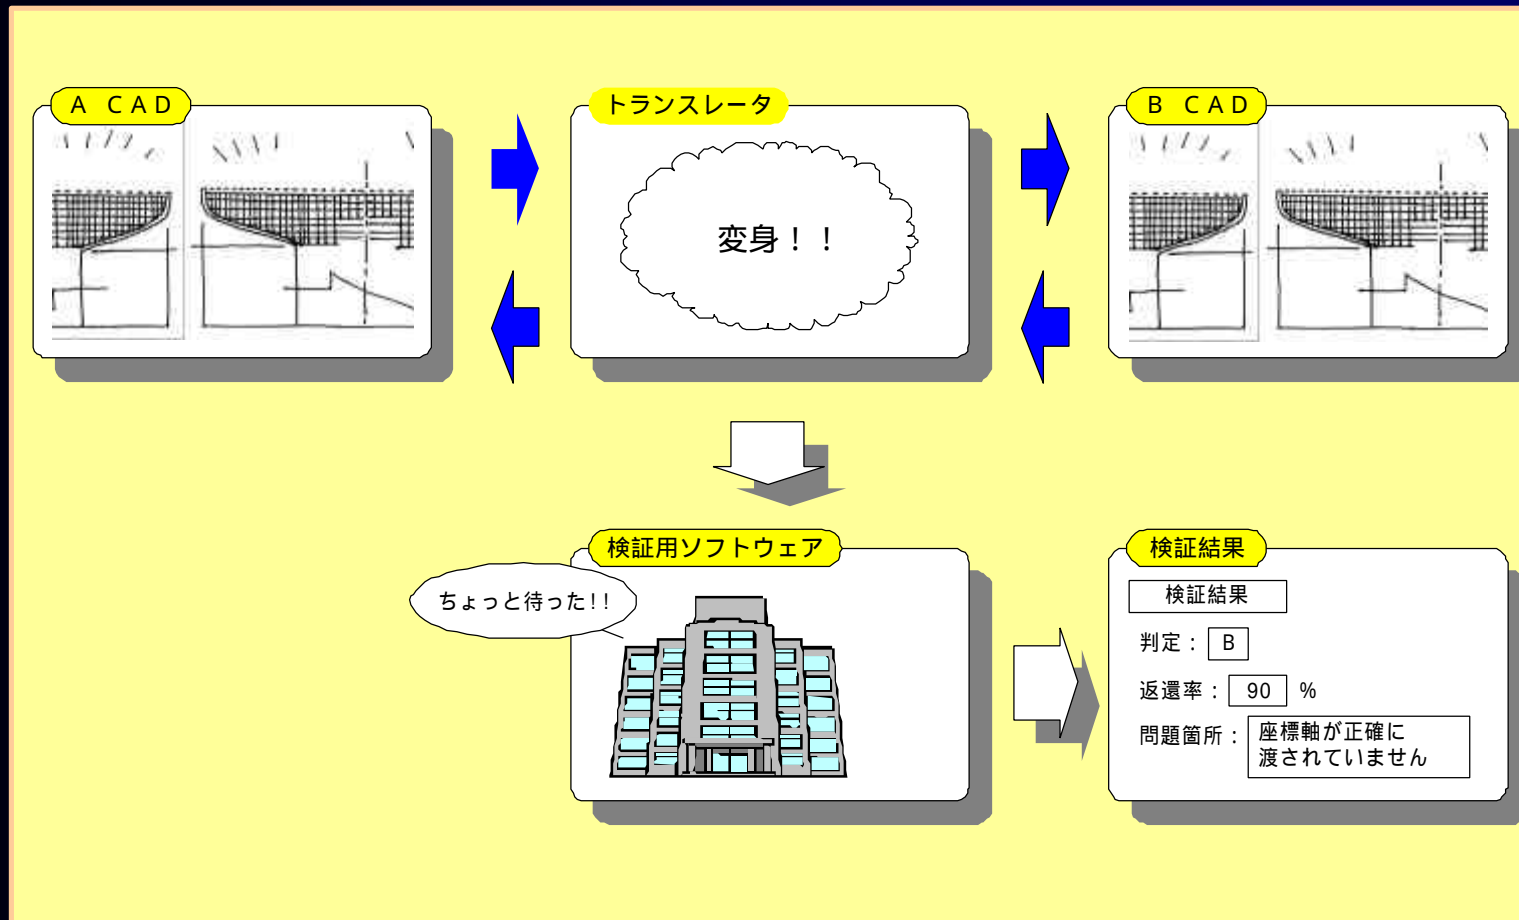 A CAD
トランスレータ
B CAD
変身！！
検証用ソフトウェア
ちょっと待った!!
検証結果
検証結果
判定： B
返還率： 90 %
問題箇所： 座標軸が正確に
渡されていません